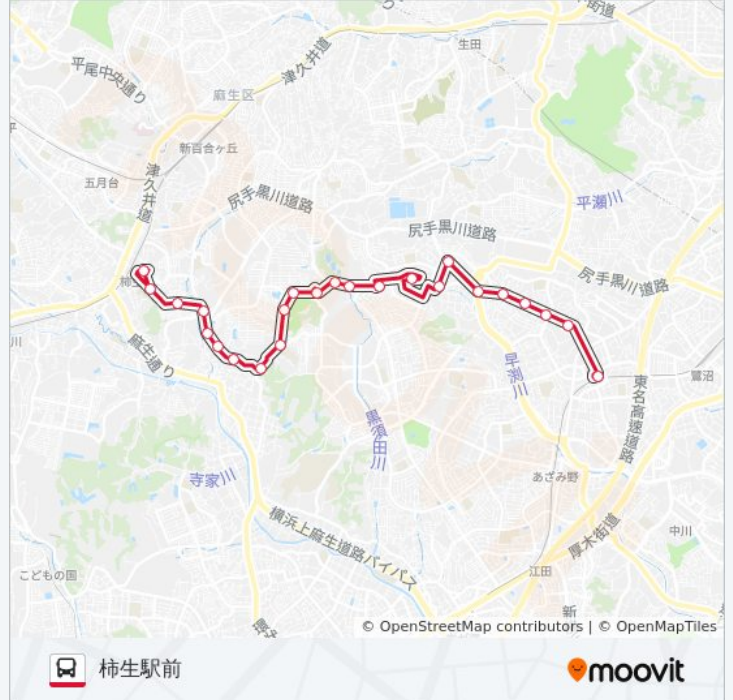 街道
生田
津久井道
平尾中央通り
麻生区
新百合ヶ丘
五月台
津久井道
尻手黒川道路
平瀬川
尻手黒川道路
尻手黒川道路
柿生
川
麻生通り
早渕川
鷺沼
東名高速道路
黒須田川
寺家川
あざみ野
横浜上麻生道路バイパス
厚木街道
中川
こどもの国
江田
新
© OpenStreetMap contributors | © OpenMapTiles
柿生駅前
moovit